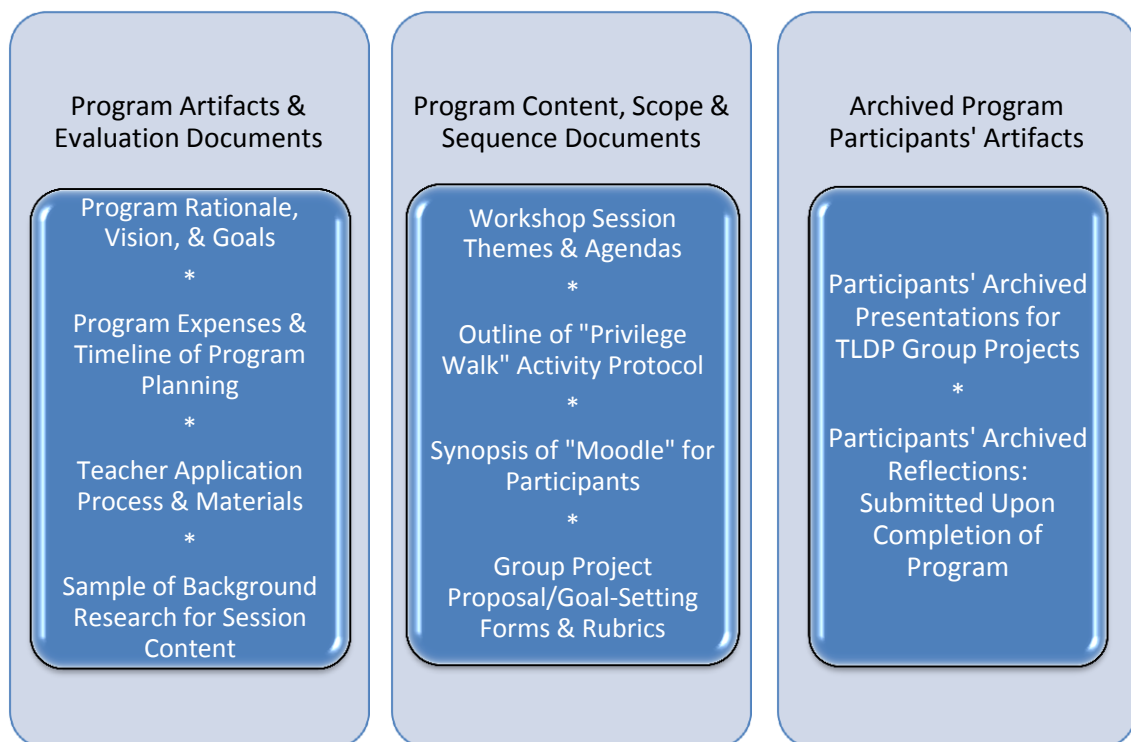 Program Artifacts &
Evaluation Documents
Program Rationale,
Vision, & Goals
*
Program Expenses &
Timeline of Program
Planning
*
Teacher Application
Process & Materials
*
Sample of Background
Research for Session
Content
Program Content, Scope &
Sequence Documents
Workshop Session
Themes & Agendas
*
Outline of "Privilege
Walk" Activity Protocol
*
Synopsis of "Moodle" for
Participants
*
Group Project
Proposal/Goal-Setting
Forms & Rubrics
Archived Program
Participants' Artifacts
Participants' Archived
Presentations for
TLDP Group Projects
*
Participants' Archived
Reflections:
Submitted Upon
Completion of
Program